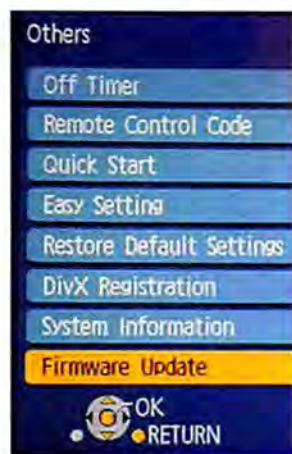 Others
Off Timer
Remote Control Code
Quick Start
Easy Setting
Restore Default Settings
DivX Registration
System Information
Firmware Update
OK
RETURN